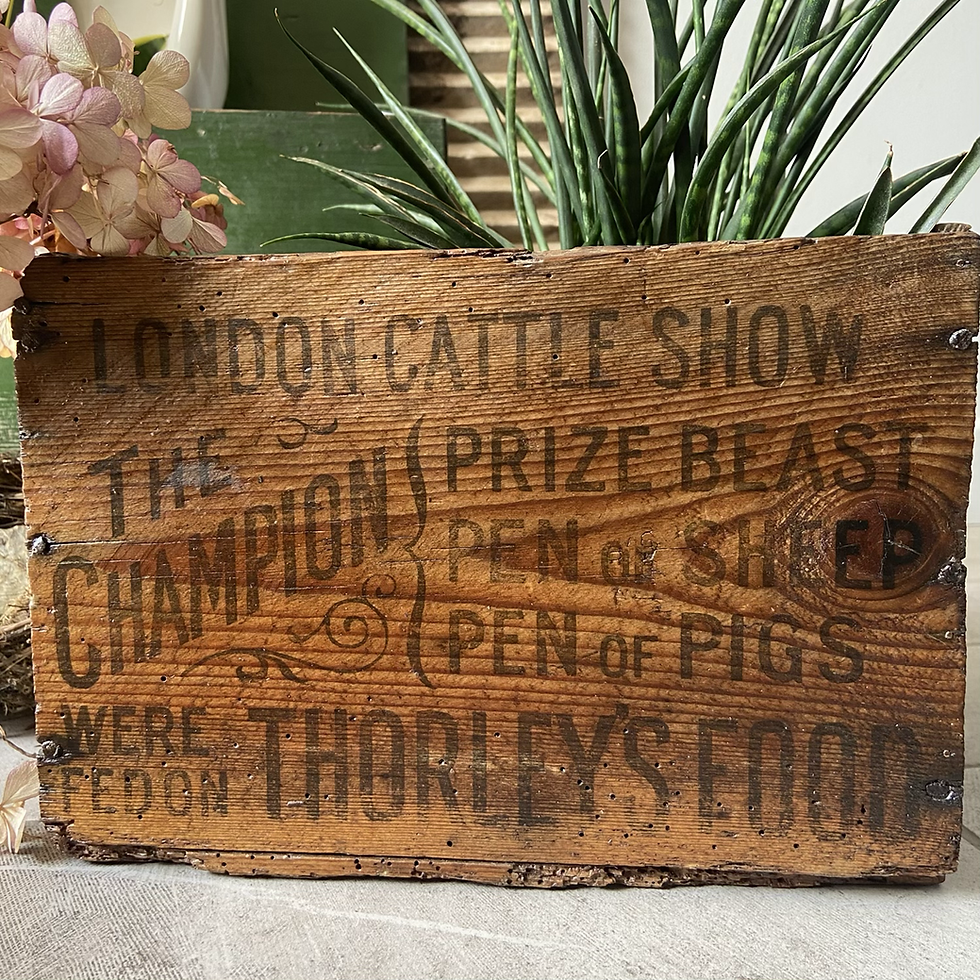 LONDON CATTLE SHOW
THE CHAMPION
PRIZE BEAST
PEN OF SHEEP
PEN OF PIGS
WERE FED ON THORLEY'S FOOD